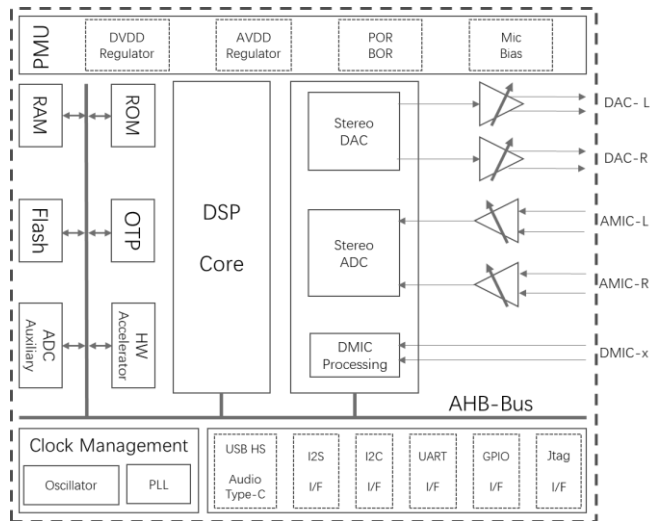 PMU
DVDD
Regulator
AVDD
Regulator
POR
BOR
Mic
Bias
RAM
ROM
Flash
OTP
ADC
Auxiliary
HW
Accelerator
DSP
Core
Stereo
DAC
Stereo
ADC
DMIC
Processing
DAC- L
DAC-R
AMIC-L
AMIC-R
DMIC-x
AHB-Bus
Clock Management
Oscillator
PLL
USB HS
Audio
Type-C
I2S
I/F
I2C
I/F
UART
I/F
GPIO
I/F
Jtag
I/F